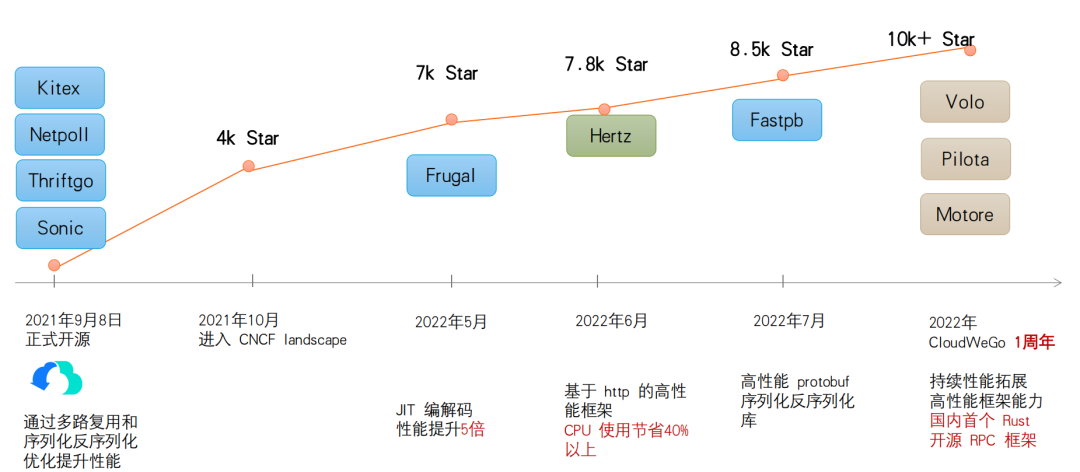 10k+ Star
8.5k Star
7.8k Star
7k Star
4k Star
Kitex
Netpoll
Thriftgo
Sonic
Frugal
Hertz
Fastpb
Volo
Pilota
Motore
2021年9月8日
正式开源
通过多路复用和
序列化反序列化
优化提升性能
2021年10月
进入 CNCF landscape
2022年5月
JIT 编解码
性能提升5倍
2022年6月
基于 http 的高性
能框架
CPU 使用节省40%
以上
2022年7月
高性能 protobuf
序列化反序列化
库
2022年
CloudWeGo 1周年
持续性能拓展
高性能框架能力
国内首个 Rust
开源 RPC 框架